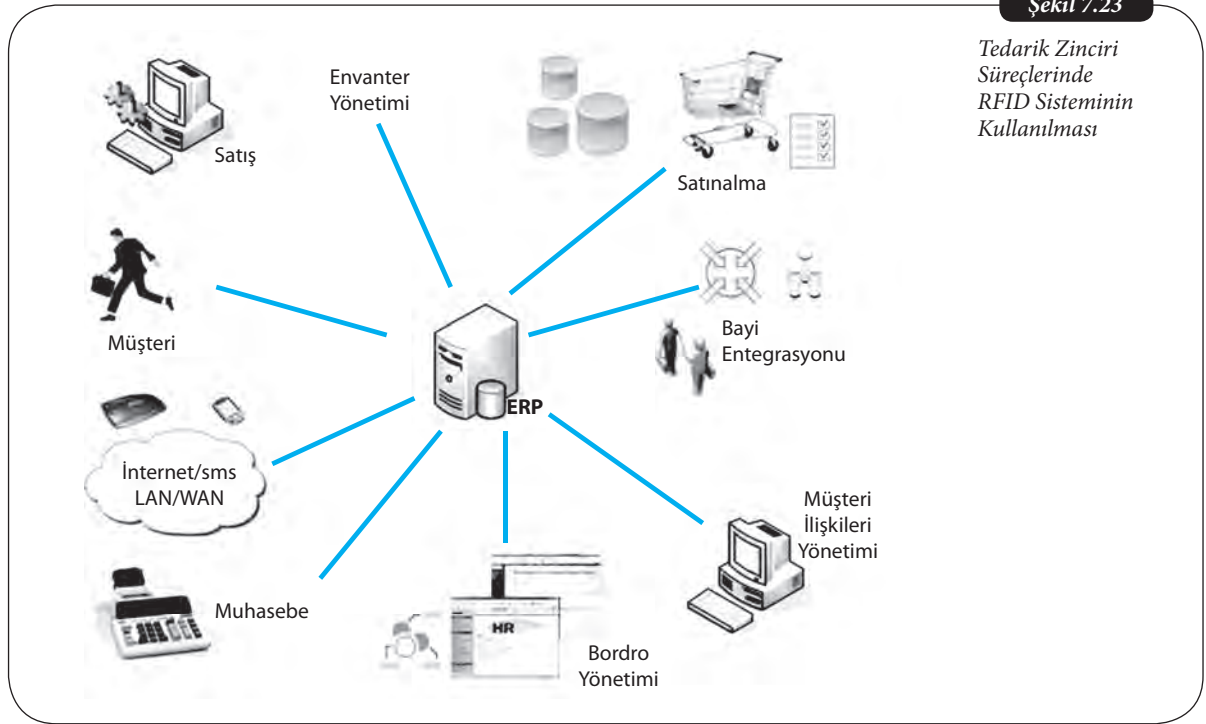 Şekil 7.23
Tedarik Zinciri
Süreçlerinde
RFID Sisteminin
Kullanılması
Satış
Envanter
Yönetimi
Satınalma
Müşteri
Bayi
Entegrasyonu
ERP
İnternet/sms
LAN/WAN
Müşteri
İlişkileri
Yönetimi
Muhasebe
HR
Bordro
Yönetimi